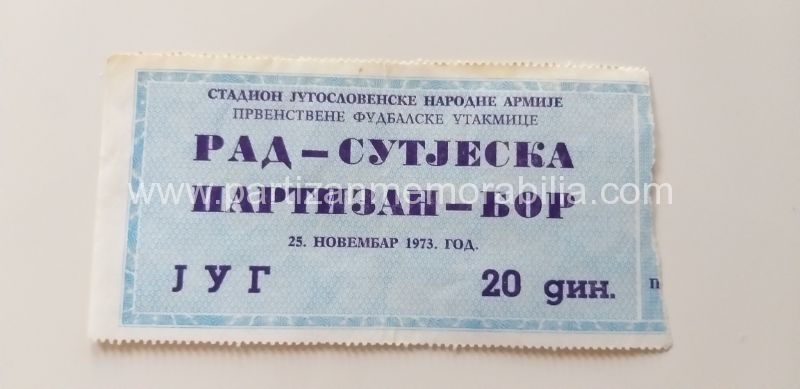 СТАДИОН ЈУГОСЛОВЕНСКЕ НАРОДНЕ АРМИЈЕ
ПРВЕНСТВЕНЕ ФУДБАЛСКЕ УТАКМИЦЕ
РАД – СУТЈЕСКА
www.partizanmemorabilia.com
ПАРТИЗАН – БОР
25. НОВЕМБАР 1973. ГОД.
ЈУГ 20 дин. п